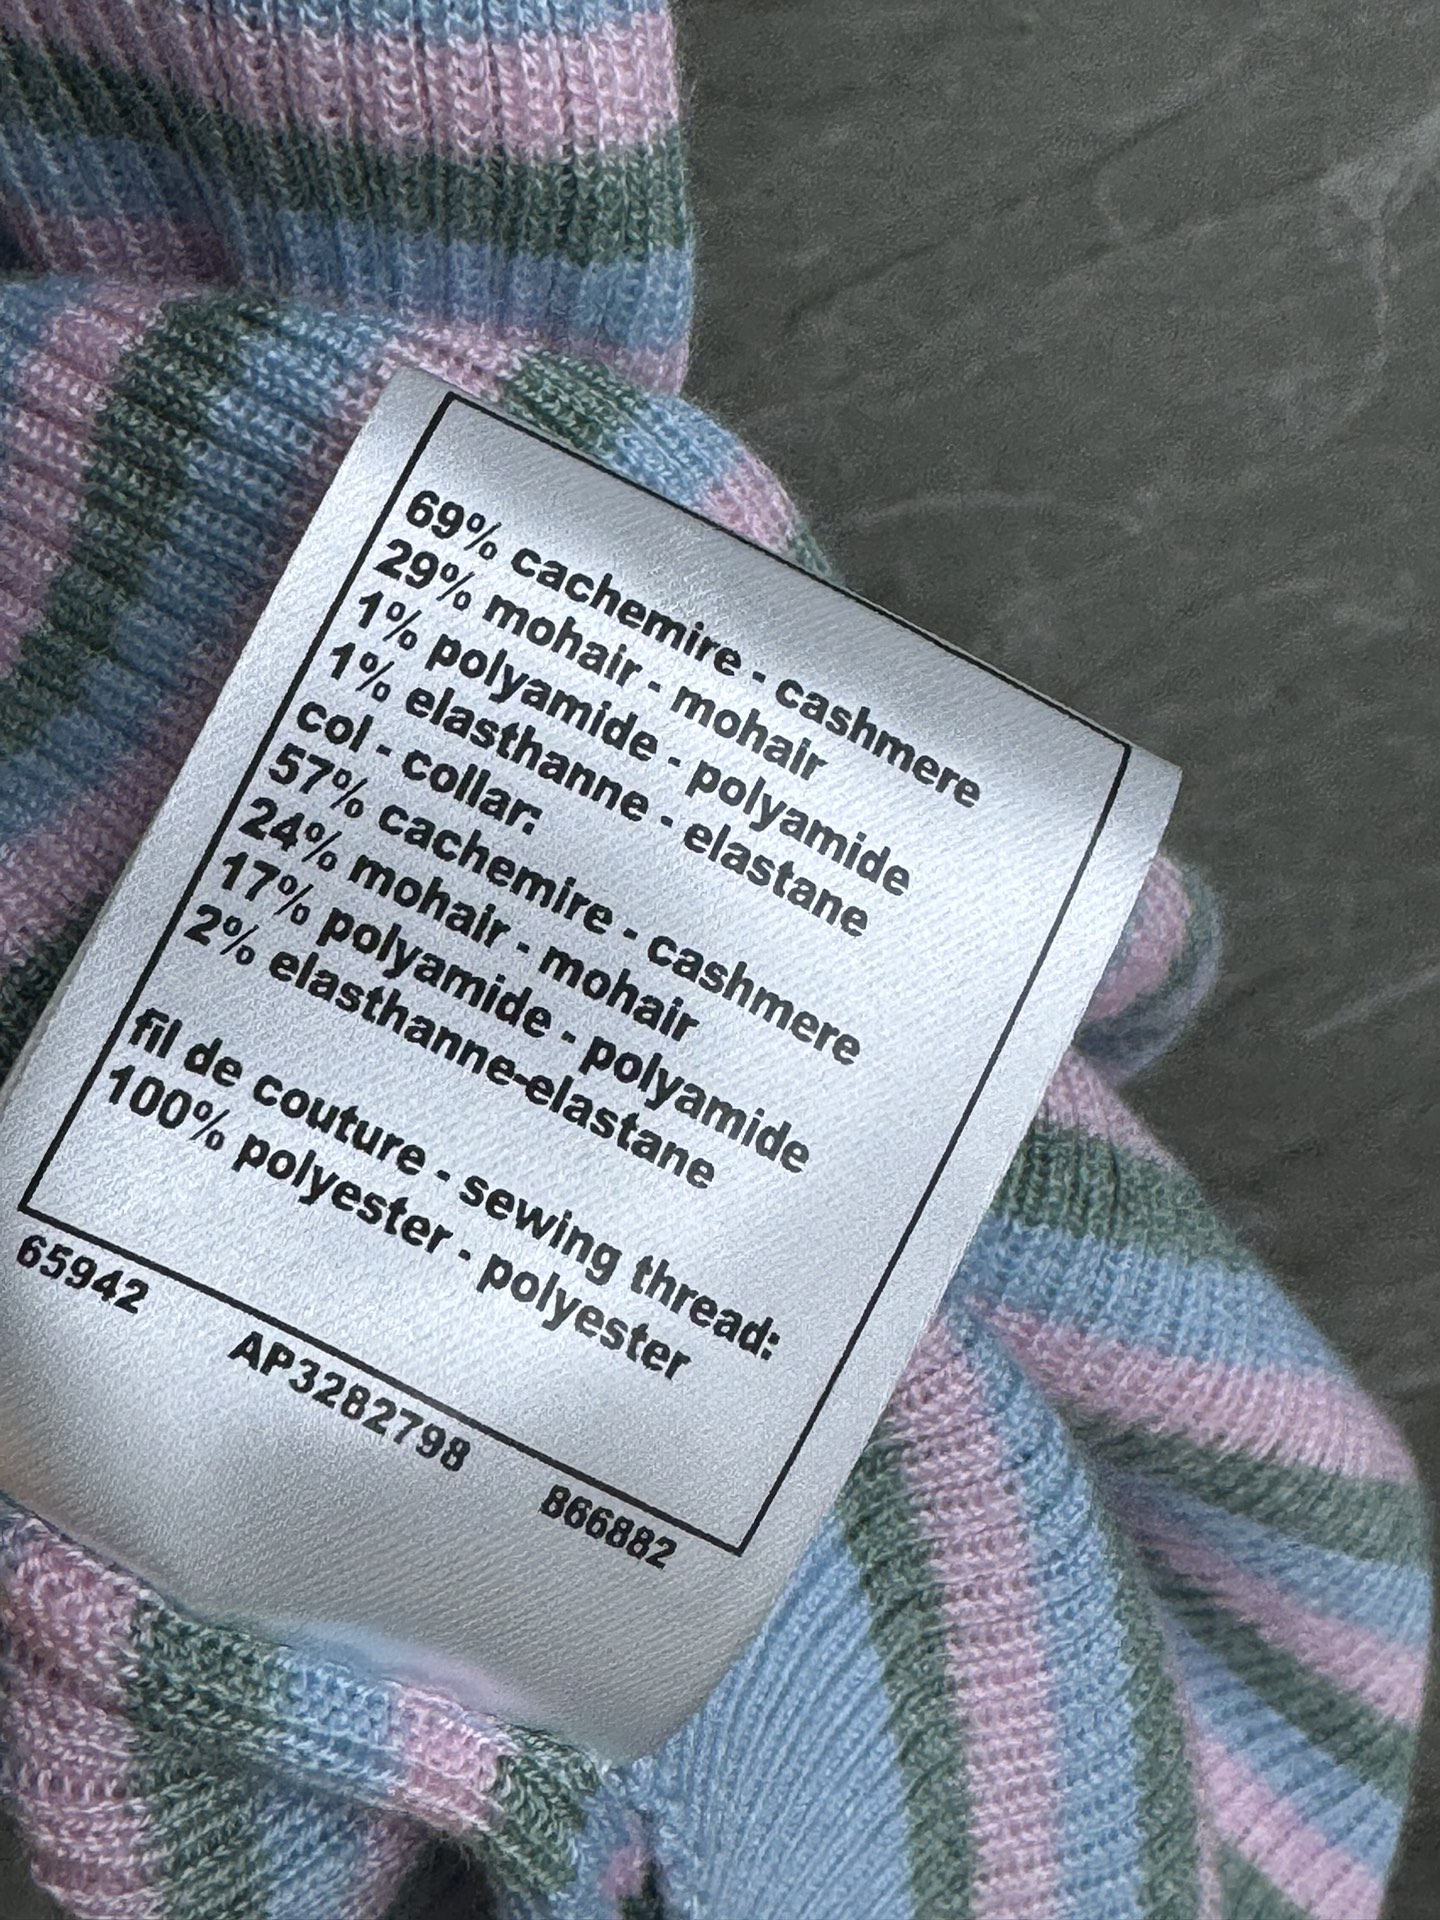 69% cachemire - cashmere
29% mohair - mohair
1% polyamide - polyamide
1% elasthanne - elastane
col - collar:
57% cachemire - cashmere
24% mohair - mohair
17% polyamide - polyamide
2% elasthanne-elastane
fil de couture - sewing thread:
100% polyester - polyester
65942 AP3282798 866882